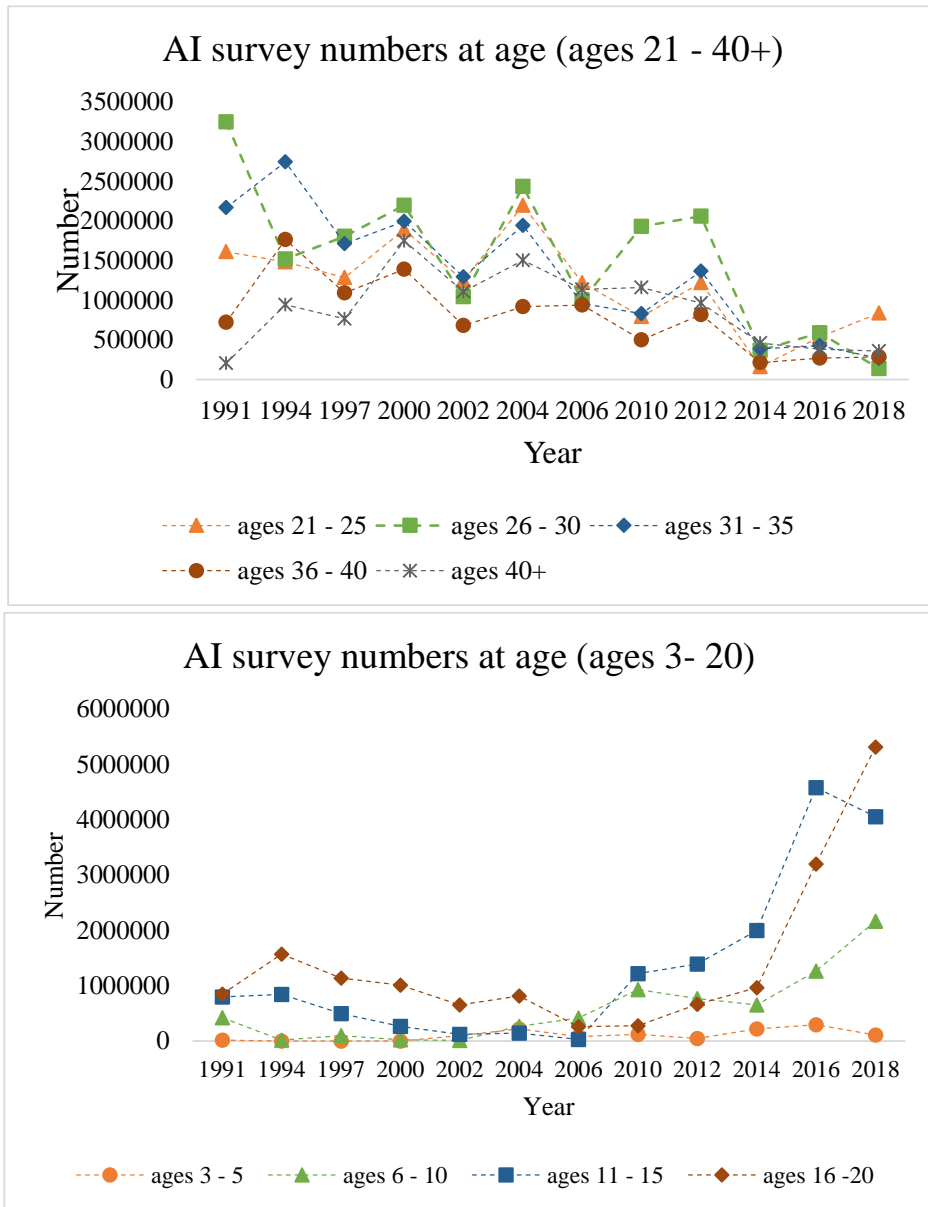 AI survey numbers at age (ages 21 - 40+)
3500000
3000000
2500000
2000000
1500000
1000000
500000
0
Number
1991 1994 1997 2000 2002 2004 2006 2010 2012 2014 2016 2018
Year
ages 21 - 25 ages 26 - 30 ages 31 - 35
ages 36 - 40 ages 40+
AI survey numbers at age (ages 3- 20)
6000000
5000000
4000000
3000000
2000000
1000000
0
Number
1991 1994 1997 2000 2002 2004 2006 2010 2012 2014 2016 2018
Year
ages 3 - 5 ages 6 - 10 ages 11 - 15 ages 16 -20